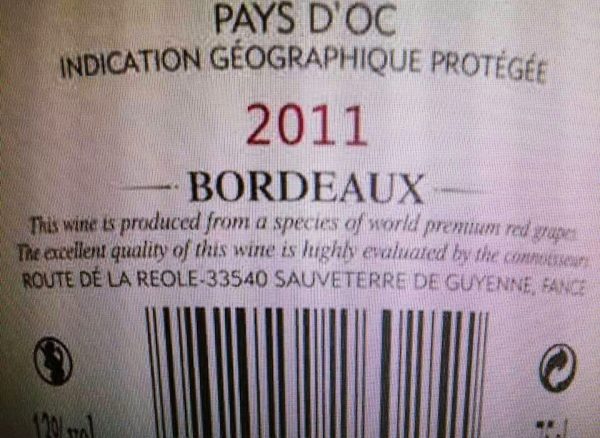 PAYS D'OC
INDICATION GÉOGRAPHIQUE PROTÉGÉE
2011
BORDEAUX
This wine is produced from a species of world premium red grapes.
The excellent quality of this wine is highly evaluated by the connoisseurs
ROUTE DÉ LA REOLE-33540 SAUVETERRE DE GUYENNE, FANCE